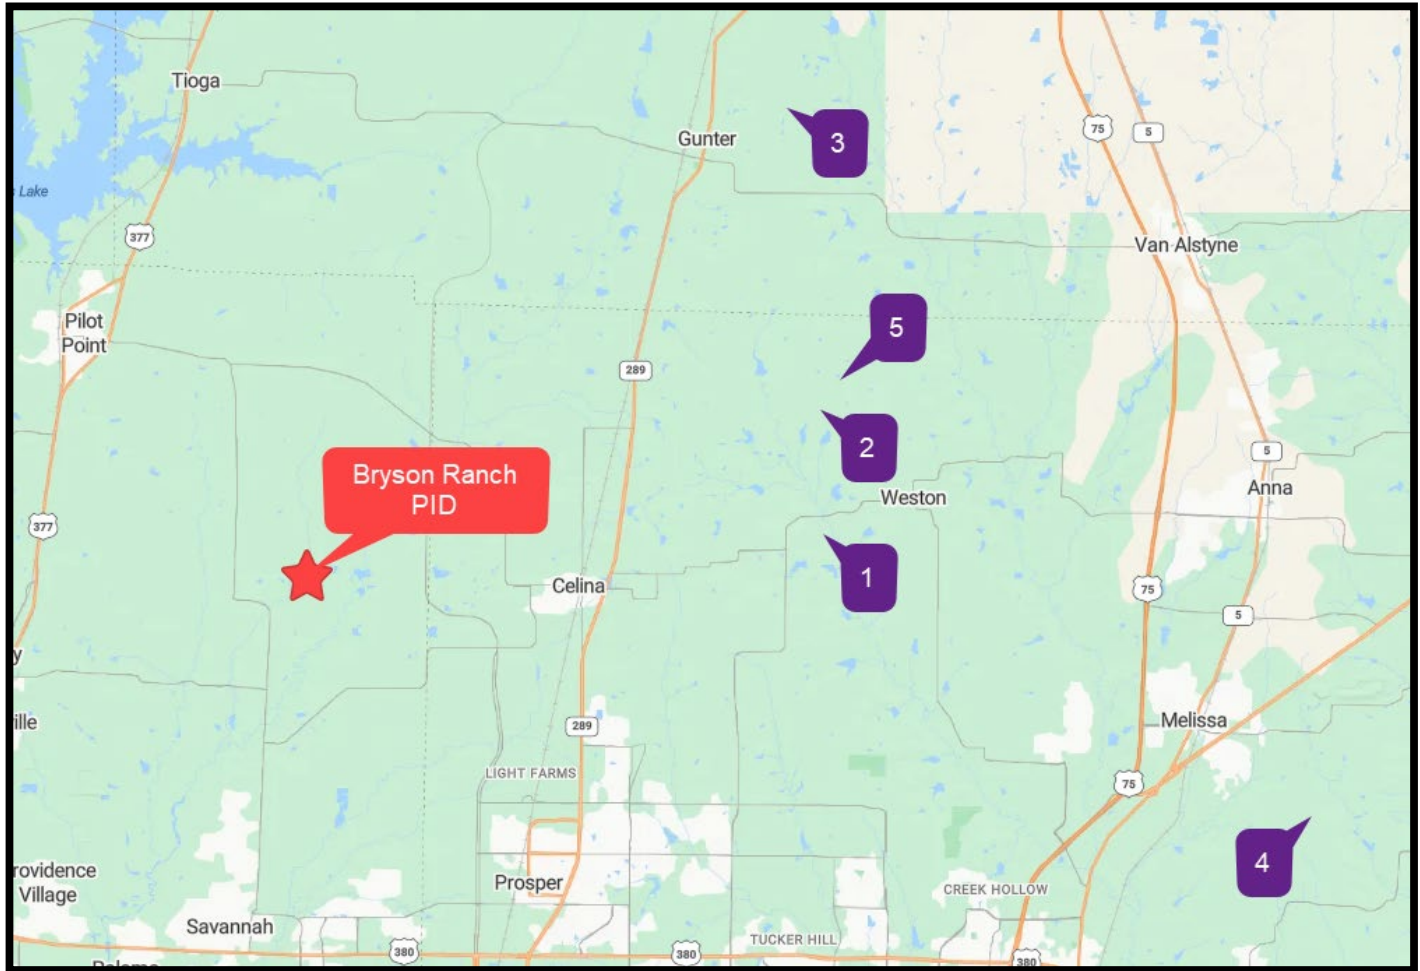 Tioga
Gunter
3
75
5
Lake
377
Van Alstyne
Pilot
Point
5
289
2
5
Bryson Ranch
PID
Weston
Anna
377
Celina
1
75
5
y
ille
289
Melissa
LIGHT FARMS
75
4
rovidence
Village
Prosper
CREEK HOLLOW
Savannah
380
380
TUCKER HILL
380